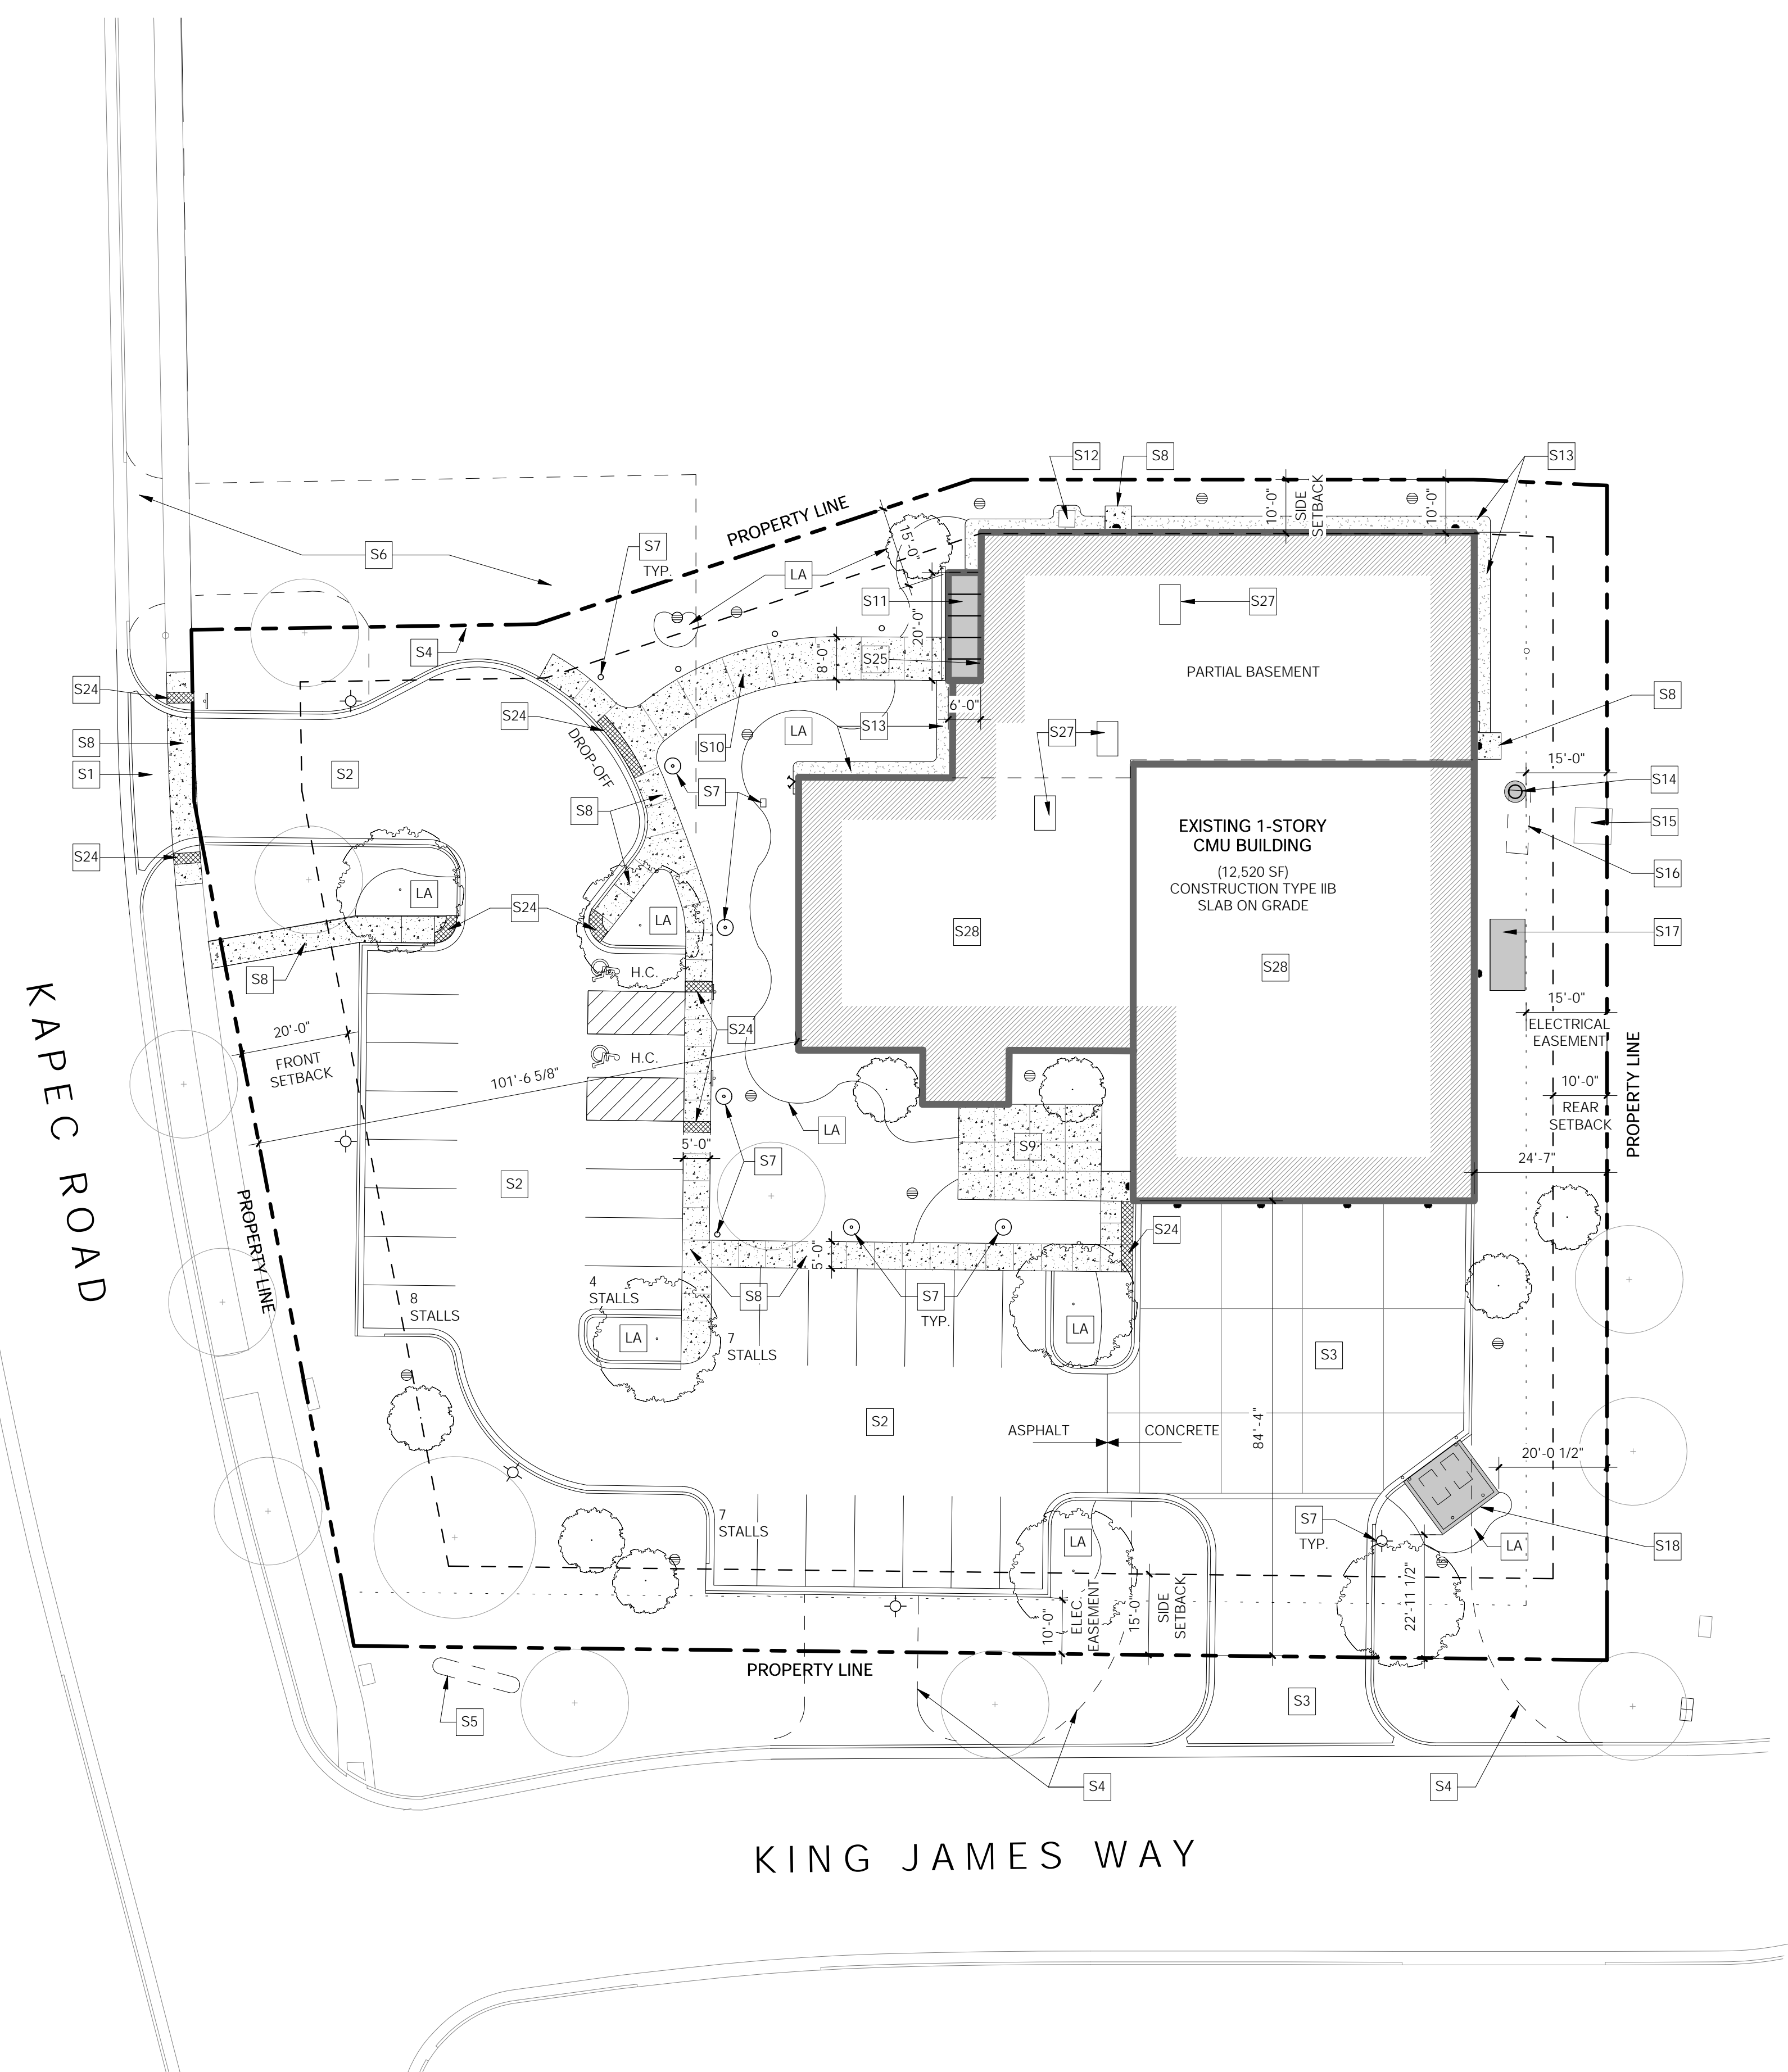 S12
S8
S13
PROPERTY LINE
10'-0"
SIDE
SETBACK
10'-0"
S6
S7
TYP.
15'-0"
LA
S11
S27
20'-0"
S4
S25
8'-0"
PARTIAL BASEMENT
S24
S24
6'-0"
S8
S8
S10
LA
S13
S27
DROP-OFF
S1
S2
15'-0"
S14
S7
S8
EXISTING 1-STORY
CMU BUILDING
S15
S24
(12,520 SF)
CONSTRUCTION TYPE IIB
SLAB ON GRADE
S16
LA
S24
LA
S28
S17
S8
H.C.
S28
KAPEC ROAD
15'-0"
ELECTRICAL
EASEMENT
20'-0"
FRONT
SETBACK
S24
H.C.
101'-6 5/8"
PROPERTY LINE
10'-0"
REAR
SETBACK
LA
5'-0"
S9
S7
24'-7"
S2
PROPERTY LINE
S24
5'-0"
4
STALLS
S8
S7
TYP.
8
STALLS
LA
7
STALLS
LA
S3
S2
ASPHALT
CONCRETE
84'-4"
20'-0 1/2"
7
STALLS
S7
TYP.
LA
LA
S18
10'-0"
ELEC.
EASEMENT
15'-0"
SIDE
SETBACK
22'-11 1/2"
PROPERTY LINE
S3
S5
S4
S4
KING JAMES WAY